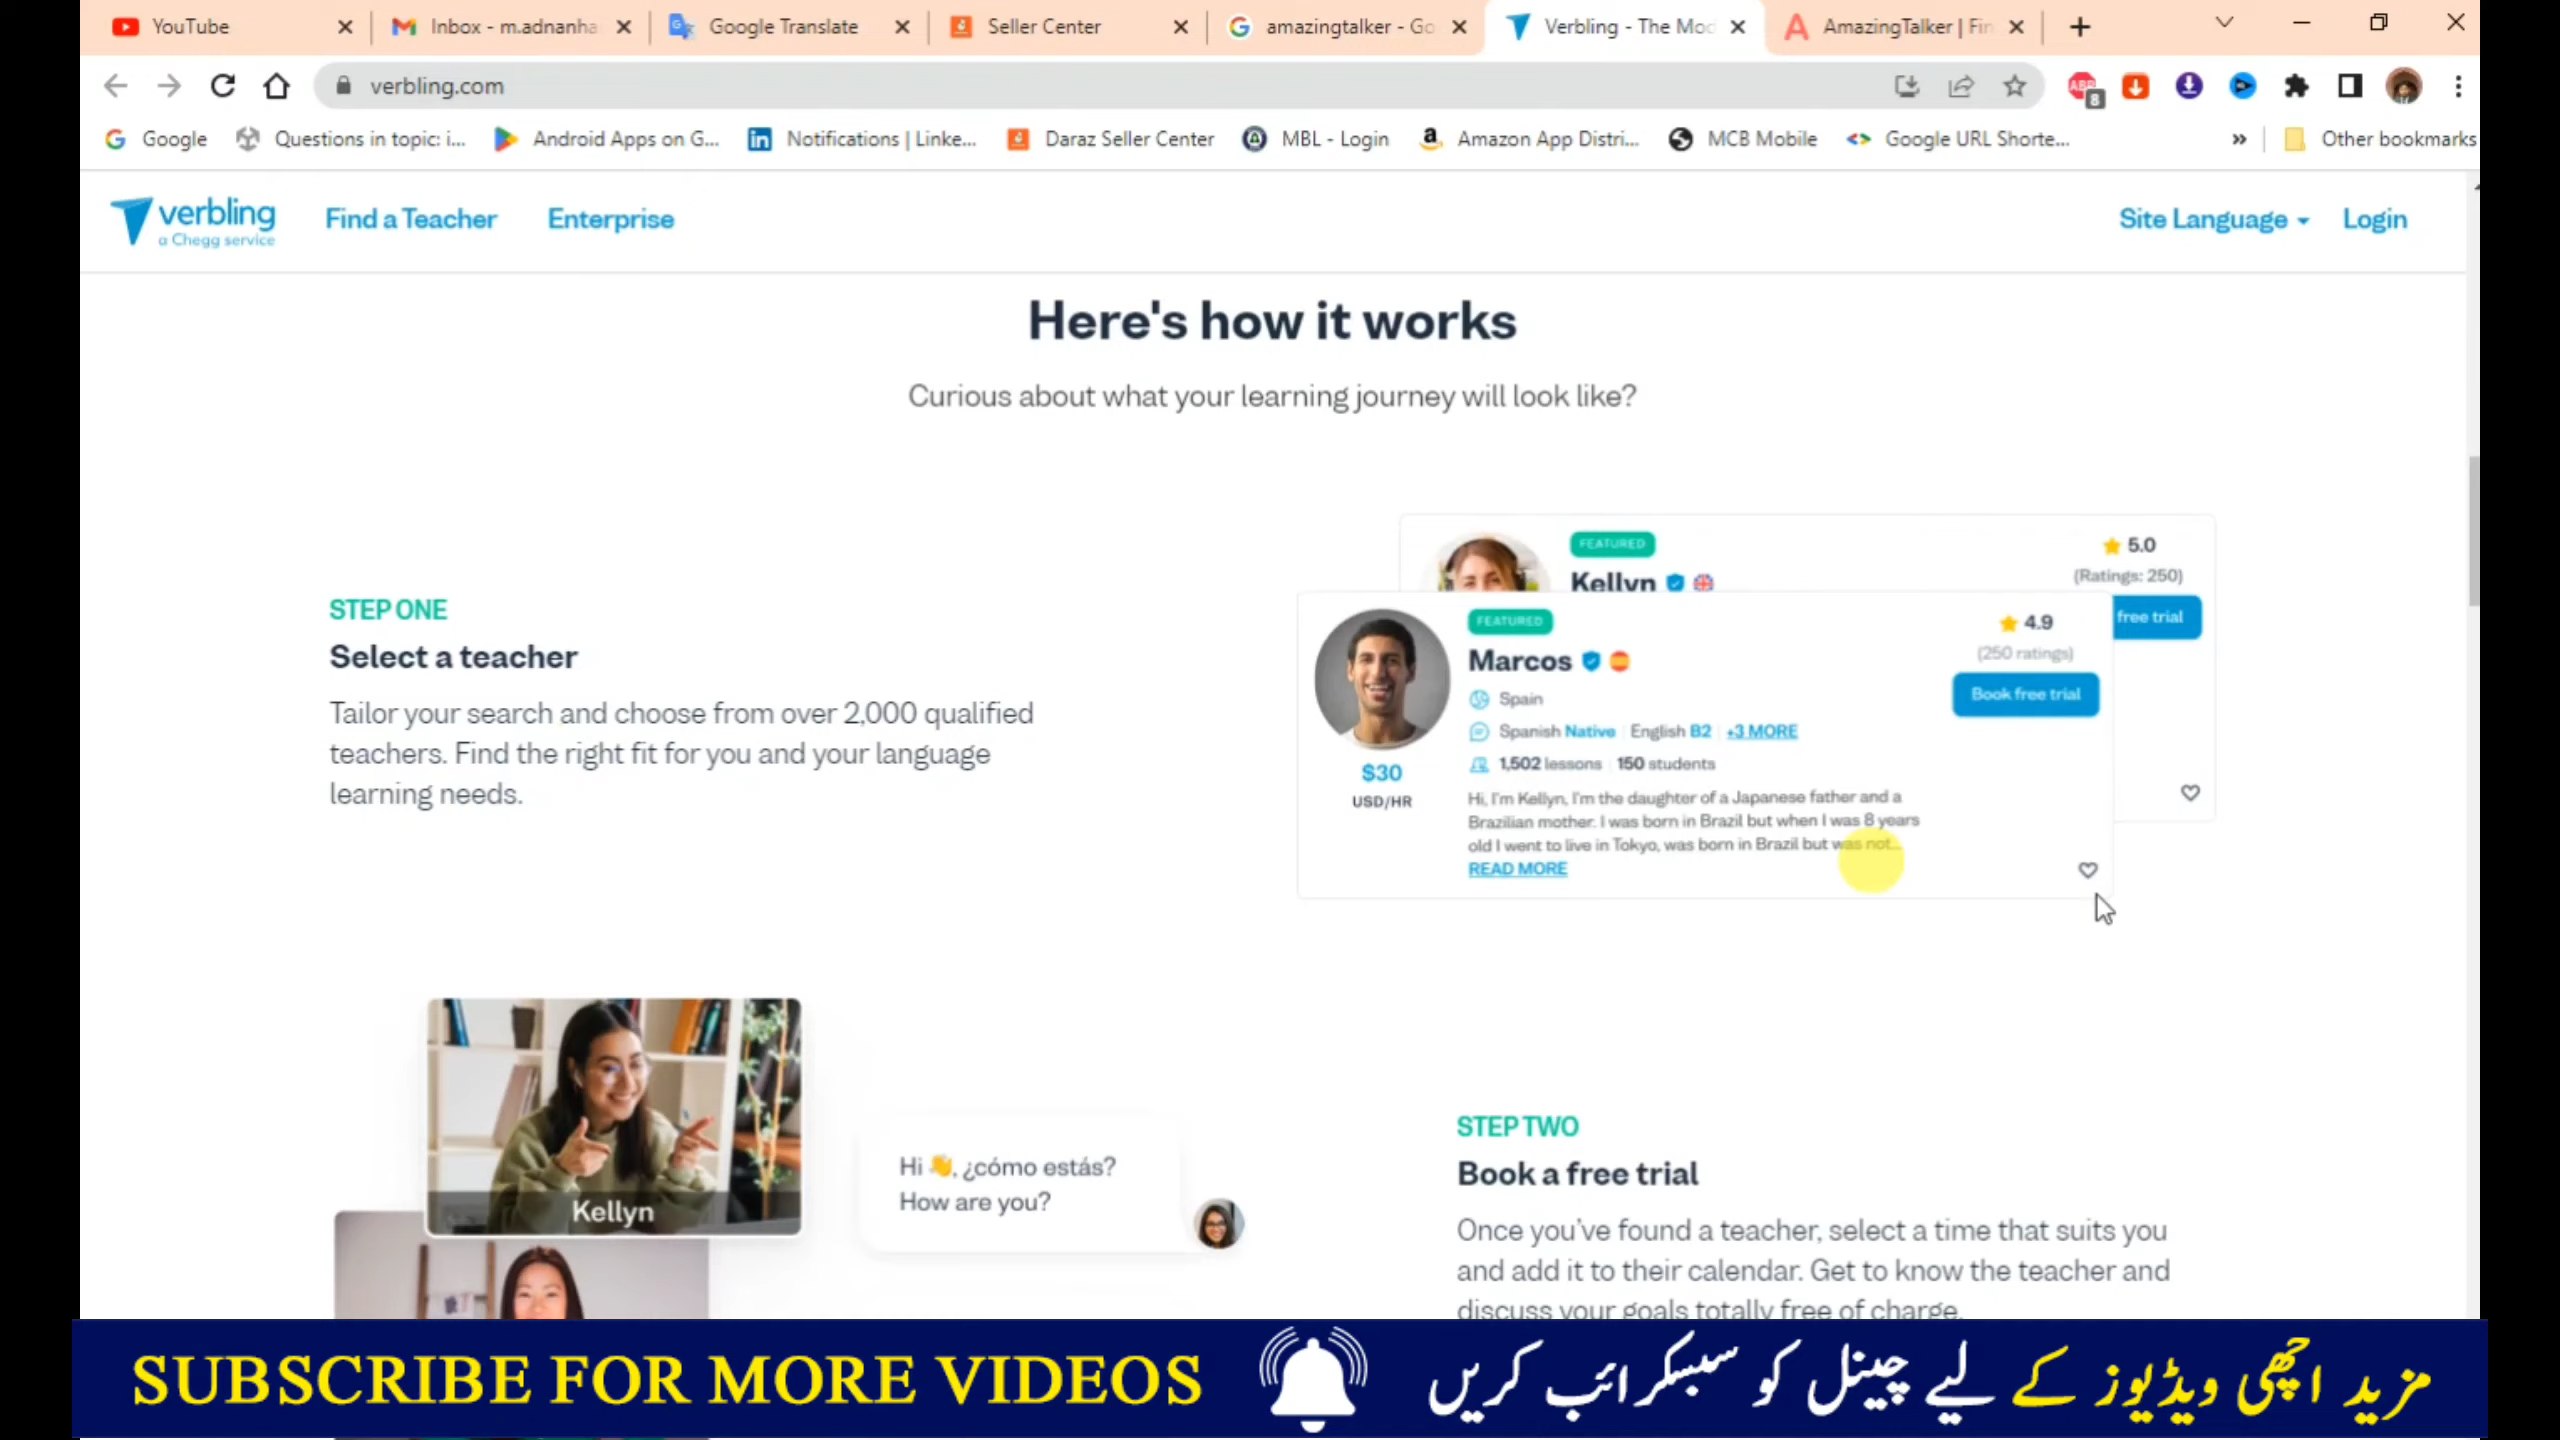 YouTube
Inbox - m.adnanha
Google Translate
Seller Center
amazingtalker - Go
Verbling - The Mod
AmazingTalker | Fin
verbling.com
ABP
8
Google
Questions in topic: i...
Android Apps on G...
Notifications | Linke...
Daraz Seller Center
MBL - Login
Amazon App Distri...
MCB Mobile
Google URL Shorte...
Other bookmarks
verbling
a Chegg service
Find a Teacher
Enterprise
Site Language
Login
Here's how it works
Curious about what your learning journey will look like?
STEP ONE
Select a teacher
Tailor your search and choose from over 2,000 qualified
teachers. Find the right fit for you and your language
learning needs.
FEATURED
Kellyn
5.0
(Ratings: 250)
free trial
FEATURED
Marcos
4.9
(250 ratings)
Book free trial
Spain
Spanish Native English B2 +3 MORE
1,502 lessons 150 students
$30
USD/HR
Hi, I'm Kellyn, I'm the daughter of a Japanese father and a
Brazilian mother. I was born in Brazil but when I was 8 years
old I went to live in Tokyo, was born in Brazil but was not...
READ MORE
Kellyn
Hi 👋, ¿cómo estás?
How are you?
STEP TWO
Book a free trial
Once you've found a teacher, select a time that suits you
and add it to their calendar. Get to know the teacher and
discuss your goals totally free of charge.
SUBSCRIBE FOR MORE VIDEOS
مزید اچھی ویڈیوز کے لیے چینل کو سبسکرائب کریں